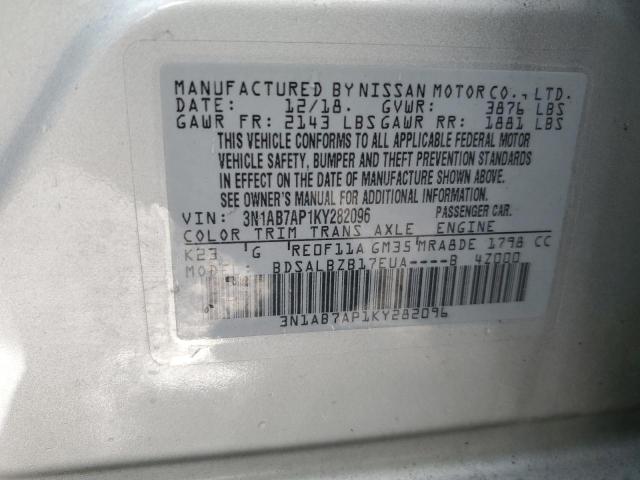 MANUFACTURED BY NISSAN MOTOR CO., LTD.
DATE: 12/18. GVWR: 3876 LBS
GAWR FR: 2143 LBS GAWR RR: 1881 LBS
THIS VEHICLE CONFORMS TO ALL APPLICABLE FEDERAL MOTOR
VEHICLE SAFETY, BUMPER AND THEFT PREVENTION STANDARDS
IN EFFECT ON THE DATE OF MANUFACTURE SHOWN ABOVE.
SEE OWNER'S MANUAL FOR ADDITIONAL INFORMATION.
VIN: 3N1AB7AP1KY282096 PASSENGER CAR.
COLOR TRIM TRANS AXLE ENGINE
K23 G RE0F11A GM35 MRA8DE 1798 CC
MODEL: BDSALBZB17EUA----B 4Z000
3N1AB7AP1KY282096